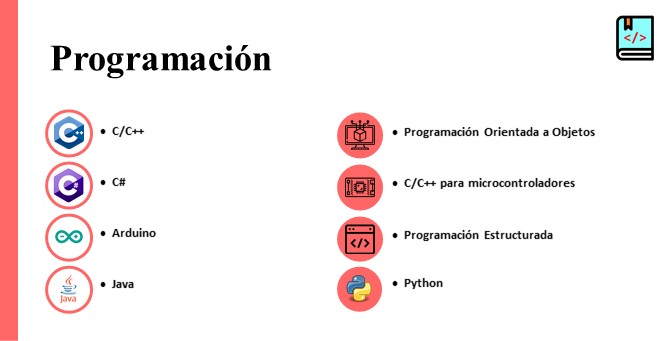 </>
Programación
• C/C++
• C#
• Arduino
• Java
Java
• Programación Orientada a Objetos
• C/C++ para microcontroladores
• Programación Estructurada
</>
• Python